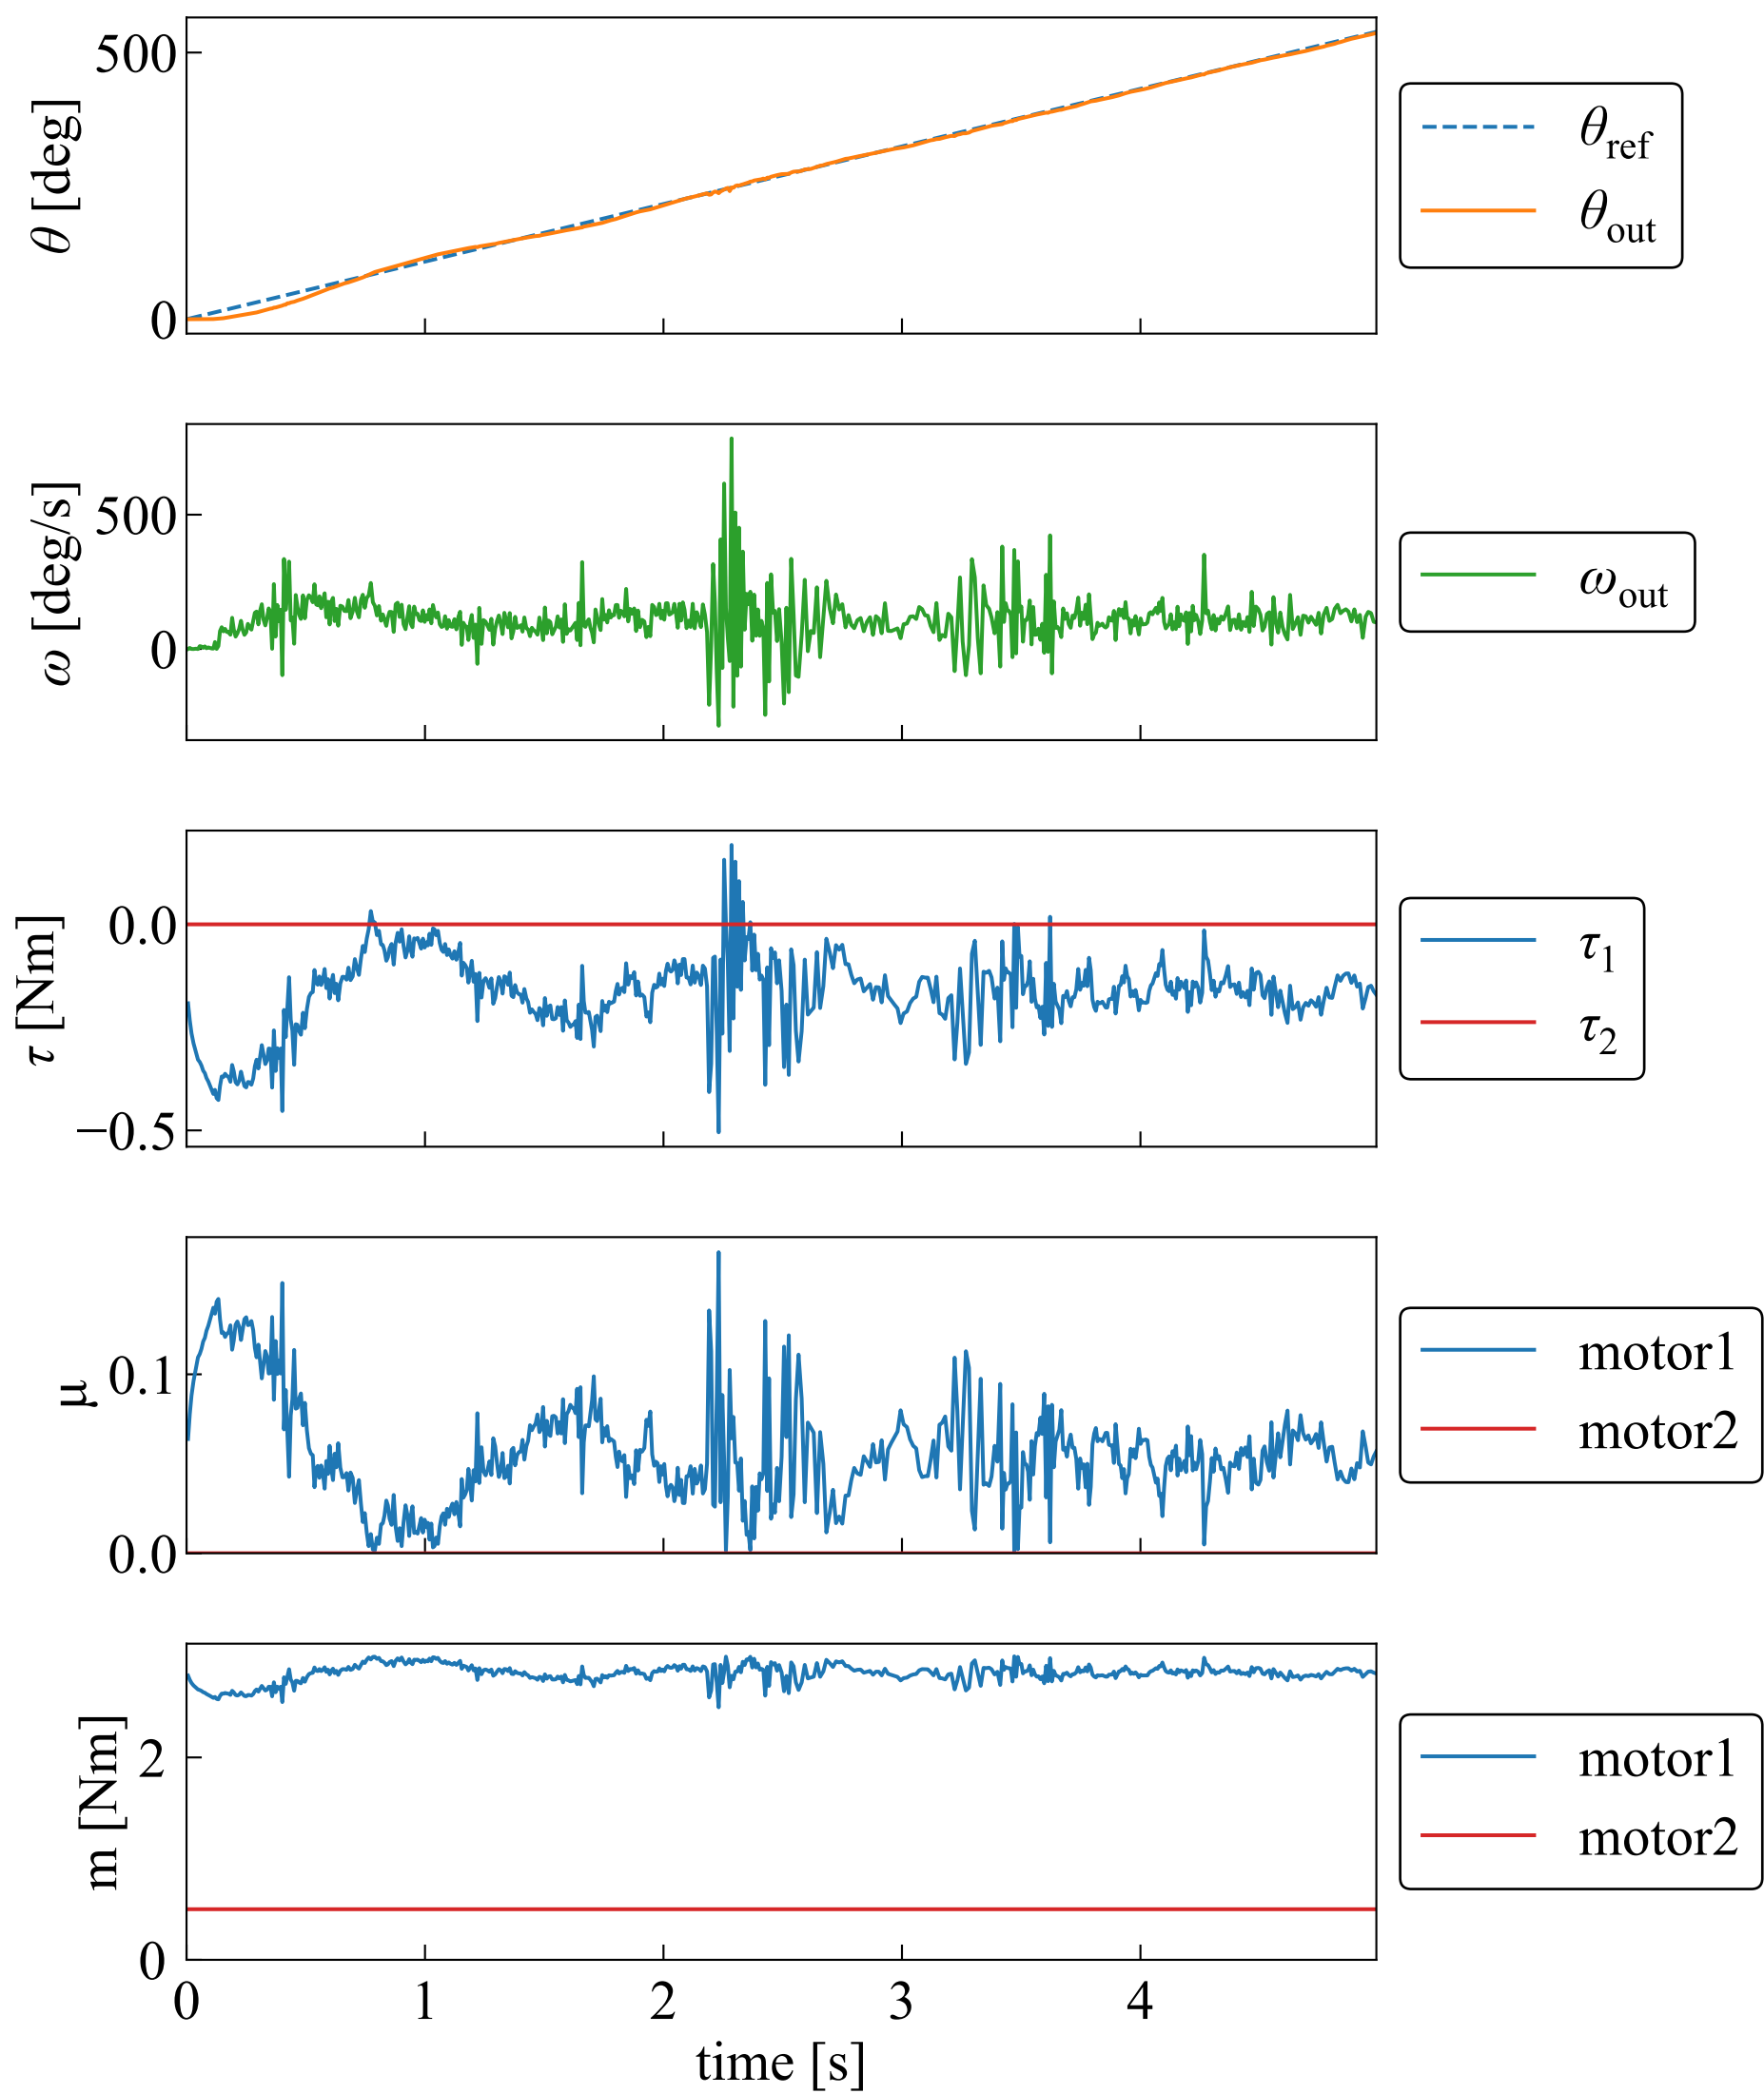 θ [deg]
500
0
θref
θout
ω [deg/s]
500
0
ωout
τ [Nm]
0.0
−0.5
τ1
τ2
μ
0.1
0.0
motor1
motor2
m [Nm]
2
0
motor1
motor2
0 1 2 3 4
time [s]